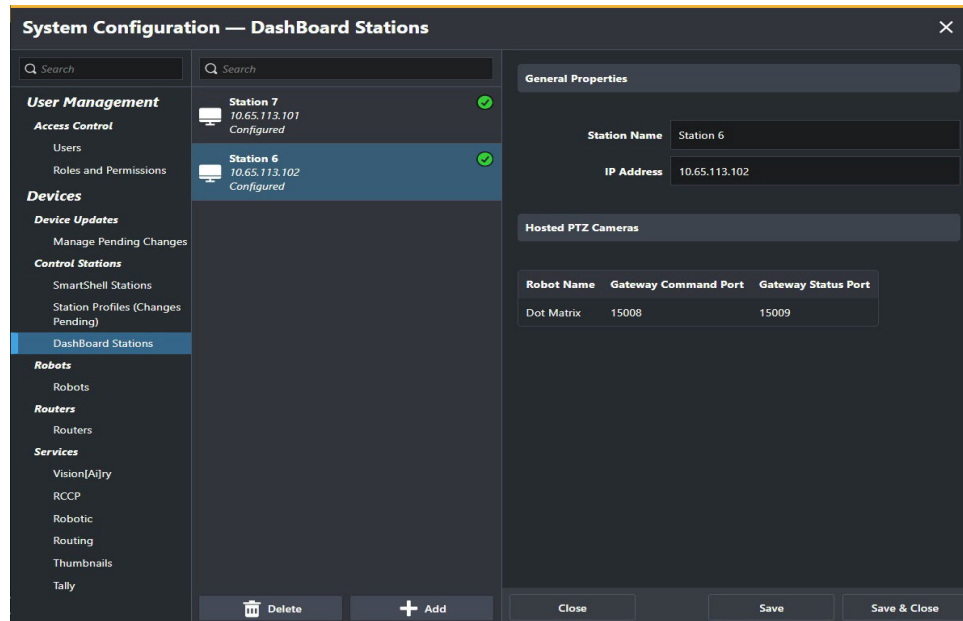 System Configuration — DashBoard Stations
Search
User Management
Access Control
Users
Roles and Permissions
Devices
Device Updates
Manage Pending Changes
Control Stations
SmartShell Stations
Station Profiles (Changes
Pending)
DashBoard Stations
Robots
Robots
Routers
Routers
Services
Vision[Ai]ry
RCCP
Robotic
Routing
Thumbnails
Tally
Search
Station 7
10.65.113.101
Configured
Station 6
10.65.113.102
Configured
Delete
Add
General Properties
Station Name Station 6
IP Address 10.65.113.102
Hosted PTZ Cameras
Robot Name Gateway Command Port Gateway Status Port
Dot Matrix 15008 15009
Close Save Save & Close